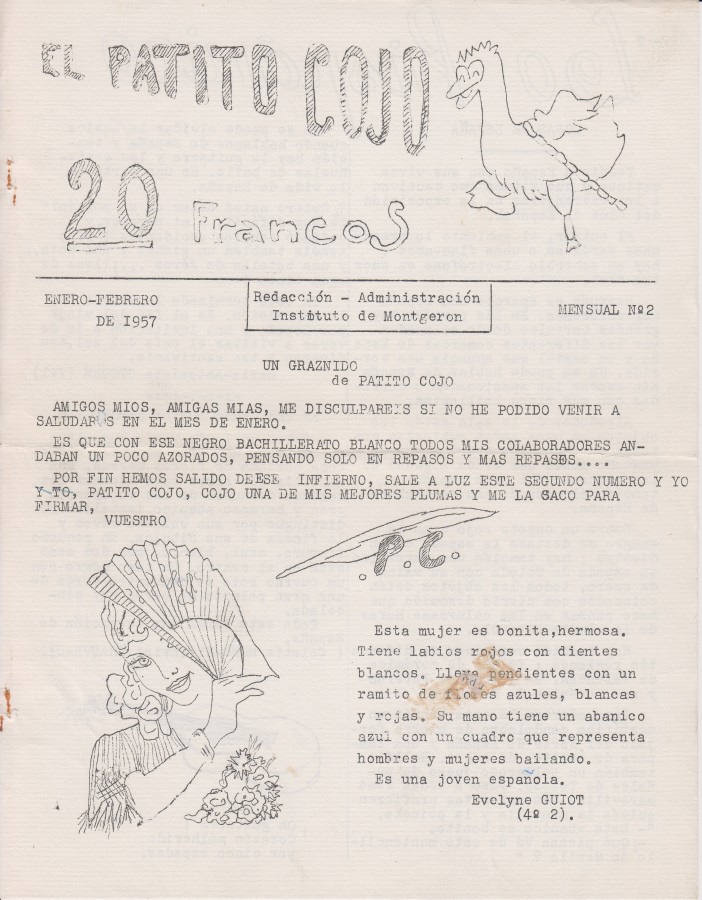 EL PATITO COJO
20 Francos
ENERO-FEBRERO
DE I957
Redacción - Administración
Instituto de Montgeron
MENSUAL Nº2
UN GRAZNIDO
de PATITO COJO
AMIGOS MIOS, AMIGAS MIAS, ME DISCULPAREIS SI NO HE PODIDO VENIR A
SALUDAROS EN EL MES DE ENERO.
ES QUE CON ESE NEGRO BACHILLERATO BLANCO TODOS MIS COLABORADORES AN-
DABAN UN POCO AZORADOS, PENSANDO SOLO EN REPASOS Y MAS REPASOS....
POR FIN HEMOS SALIDO DEESE INFIERNO, SALE A LUZ ESTE SEGUNDO NUMERO Y YO
Y TO, PATITO COJO, COJO UNA DE MIS MEJORES PLUMAS Y ME LA SACO PARA
FIRMAR,
VUESTRO
.P.C.
Esta mujer es bonita,hermosa.
Tiene labios rojos con dientes
blancos. Lleva pendientes con un
ramito de flores azules, blancas
y rojas. Su mano tiene un abanico
azul con un cuadro que representa
hombres y mujeres bailando.
Es una joven española.
Evelyne GUIOT
(4º 2).